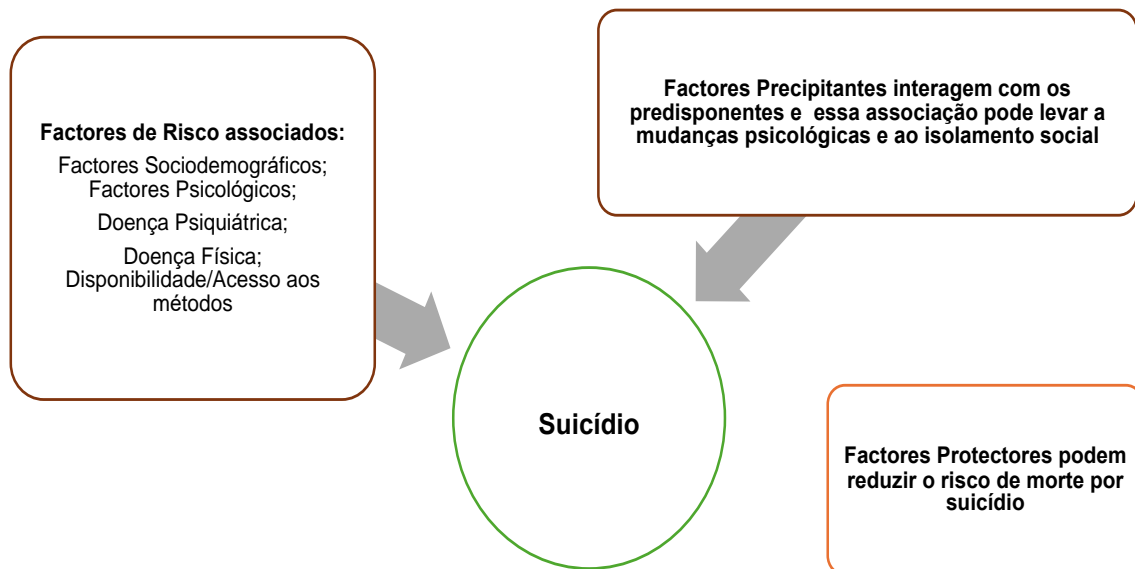 Factores de Risco associados:
Factores Sociodemográficos;
Factores Psicológicos;
Doença Psiquiátrica;
Doença Física;
Disponibilidade/Acesso aos
métodos
Factores Precipitantes interagem com os
predisponentes e essa associação pode levar a
mudanças psicológicas e ao isolamento social
Suicídio
Factores Protectores podem
reduzir o risco de morte por
suicídio